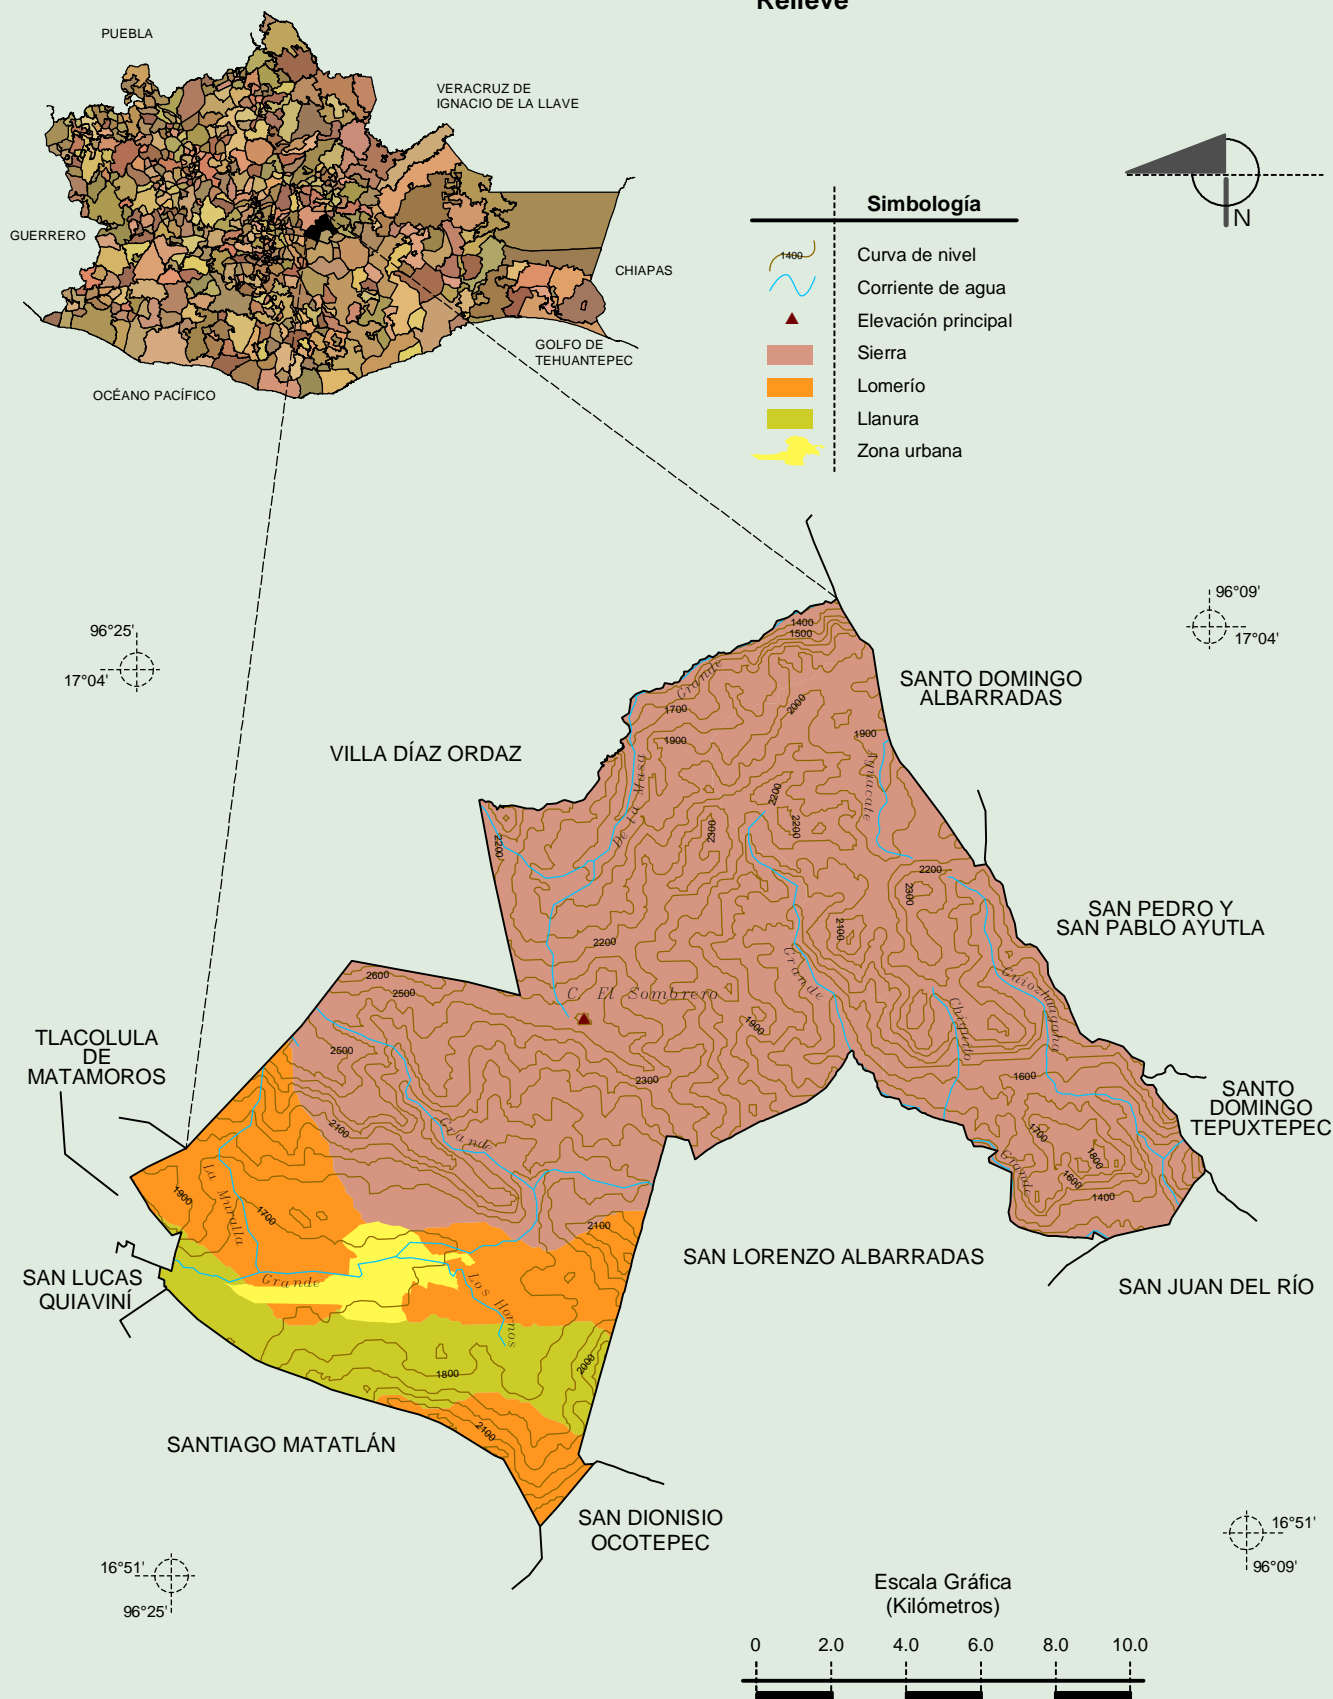 Relieve
PUEBLA
VERACRUZ DE
IGNACIO DE LA LLAVE
GUERRERO
CHIAPAS
GOLFO DE
TEHUANTEPEC
OCÉANO PACÍFICO
N
Simbología
1400
Curva de nivel
Corriente de agua
Elevación principal
Sierra
Lomerío
Llanura
Zona urbana
96°25'
17°04'
96°09'
17°04'
1400
1500
Grande
1700
2000
1900
1900
SANTO DOMINGO
ALBARRADAS
VILLA DÍAZ ORDAZ
De La Mesa
Aguacate
2200
2200
2300
2200
2200
2300
2100
SAN PEDRO Y
SAN PABLO AYUTLA
2200
Grande
C. El Sombrero
Chiquito
Guiozhangaña
2600
2500
1900
2500
2300
1600
TLACOLULA
DE
MATAMOROS
SANTO
DOMINGO
TEPUXTEPEC
2100
Grande
1700
1800
1600
Grande
1400
1900
La Muralla
1700
2100
SAN LORENZO ALBARRADAS
SAN JUAN DEL RÍO
SAN LUCAS
QUIAVINÍ
Grande
Los Hornos
1800
2000
2100
SANTIAGO MATATLÁN
SAN DIONISIO
OCOTEPEC
16°51'
96°25'
16°51'
96°09'
Escala Gráfica
(Kilómetros)
0 2.0 4.0 6.0 8.0 10.0